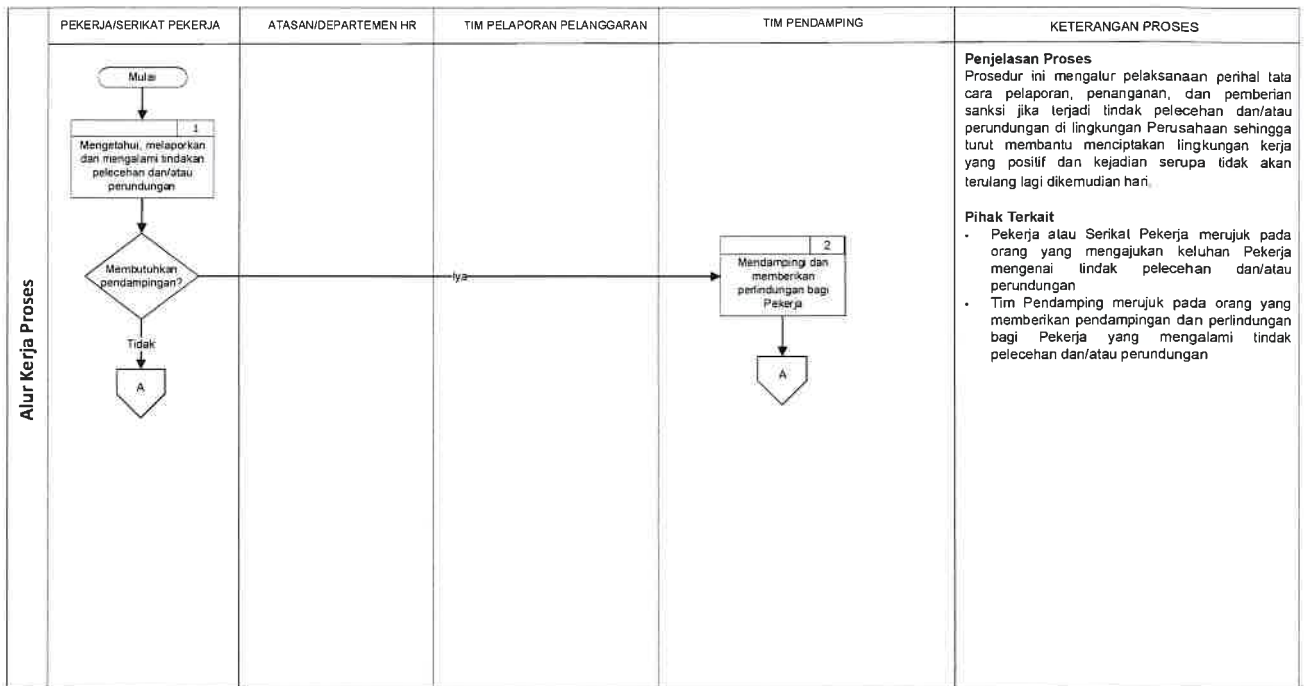 PEKERJA/SERIKAT PEKERJA
ATASAN/DEPARTEMEN HR
TIM PELAPORAN PELANGGARAN
TIM PENDAMPING
KETERANGAN PROSES
Alur Kerja Proses
Mulai
1
Mengetahui, melaporkan
dan mengalami tindakan
pelecehan dan/atau
perundungan
Membutuhkan
pendampingan?
Iya
Tidak
A
2
Mendampingi dan
memberikan
perlindungan bagi
Pekerja
A
Penjelasan Proses
Prosedur ini mengatur pelaksanaan perihal tata
cara pelaporan, penanganan, dan pemberian
sanksi jika terjadi tindak pelecehan dan/atau
perundungan di lingkungan Perusahaan sehingga
turut membantu menciptakan lingkungan kerja
yang positif dan kejadian serupa tidak akan
terulang lagi dikemudian hari.
Pihak Terkait
• Pekerja atau Serikat Pekerja merujuk pada
orang yang mengajukan keluhan Pekerja
mengenai tindak pelecehan dan/atau
perundungan
• Tim Pendamping merujuk pada orang yang
memberikan pendampingan dan perlindungan
bagi Pekerja yang mengalami tindak
pelecehan dan/atau perundungan